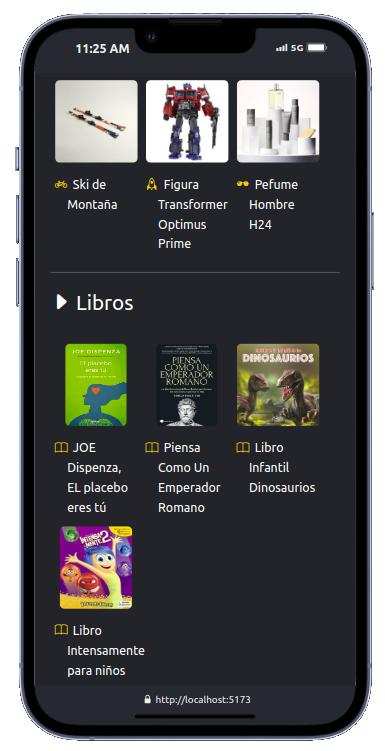 11:25 AM
5G
Ski de
Montaña
Figura
Transformer
Optimus
Prime
Pefume
Hombre
H24
Libros
JOE DISPENZA
El placebo
eres tú
PIENSA
COMO UN
EMPERADOR
ROMANO
DINOSAURIOS
JOE
Dispenza,
EL placebo
eres tú
Piensa
Como Un
Emperador
Romano
Libro
Infantil
Dinosaurios
INTENSA
MENTE 2
Libro
Intensamente
para niños
http://localhost:5173